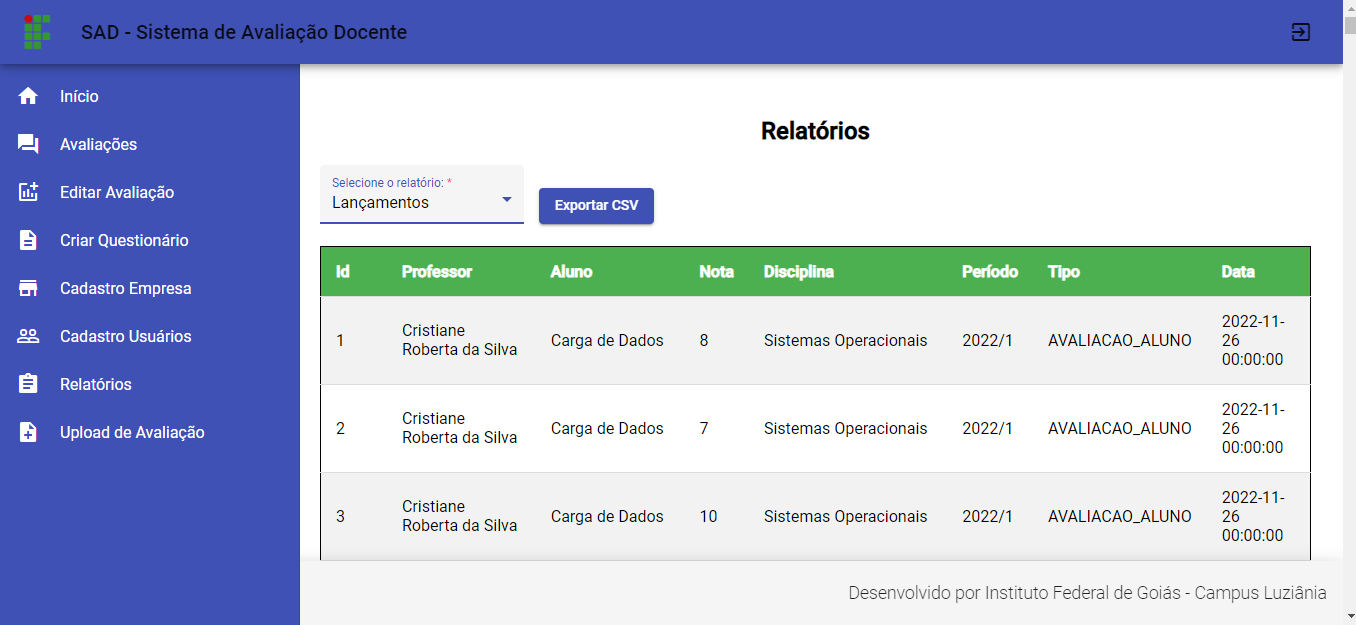 SAD - Sistema de Avaliação Docente
Início
Avaliações
Editar Avaliação
Criar Questionário
Cadastro Empresa
Cadastro Usuários
Relatórios
Upload de Avaliação
Relatórios
Selecione o relatório: *
Lançamentos
Exportar CSV
Id Professor Aluno Nota Disciplina Período Tipo Data
1 Cristiane Roberta da Silva Carga de Dados 8 Sistemas Operacionais 2022/1 AVALIACAO_ALUNO 2022-11-26 00:00:00
2 Cristiane Roberta da Silva Carga de Dados 7 Sistemas Operacionais 2022/1 AVALIACAO_ALUNO 2022-11-26 00:00:00
3 Cristiane Roberta da Silva Carga de Dados 10 Sistemas Operacionais 2022/1 AVALIACAO_ALUNO 2022-11-26 00:00:00
Desenvolvido por Instituto Federal de Goiás - Campus Luziânia